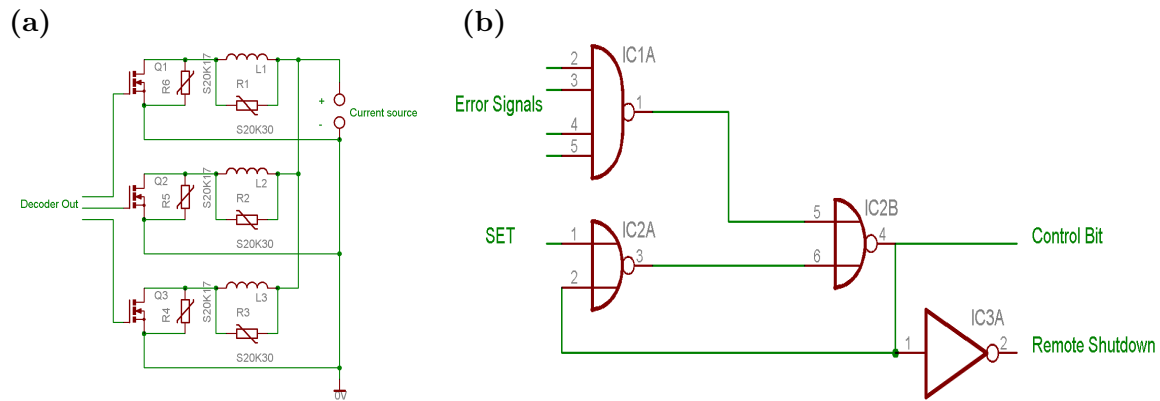 (a)
Q1
R6
S20K17
L1
R1
S20K30
+
-
Current source
Decoder Out
Q2
R5
S20K17
L2
R2
S20K30
Q3
R4
S20K17
L3
R3
S20K30
0V
(b)
IC1A
2
3
4
5
1
Error Signals
SET
1
2
IC2A
3
5
6
IC2B
4
Control Bit
IC3A
1
2
Remote Shutdown